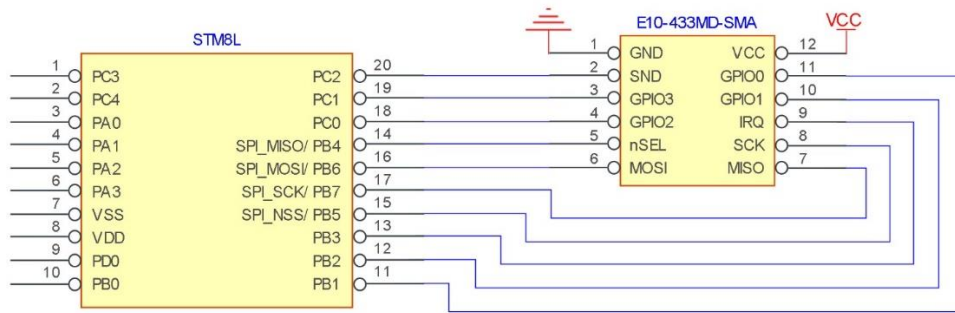 STM8L
E10-433MD-SMA
VCC
1 PC3 PC2 20
2 PC4 PC1 19
3 PA0 PC0 18
4 PA1 SPI_MISO/ PB4 14
5 PA2 SPI_MOSI/ PB6 16
6 PA3 SPI_SCK/ PB7 17
7 VSS SPI_NSS/ PB5 15
8 VDD PB3 13
9 PD0 PB2 12
10 PB0 PB1 11
1 GND VCC 12
2 SND GPIO0 11
3 GPIO3 GPIO1 10
4 GPIO2 IRQ 9
5 nSEL SCK 8
6 MOSI MISO 7